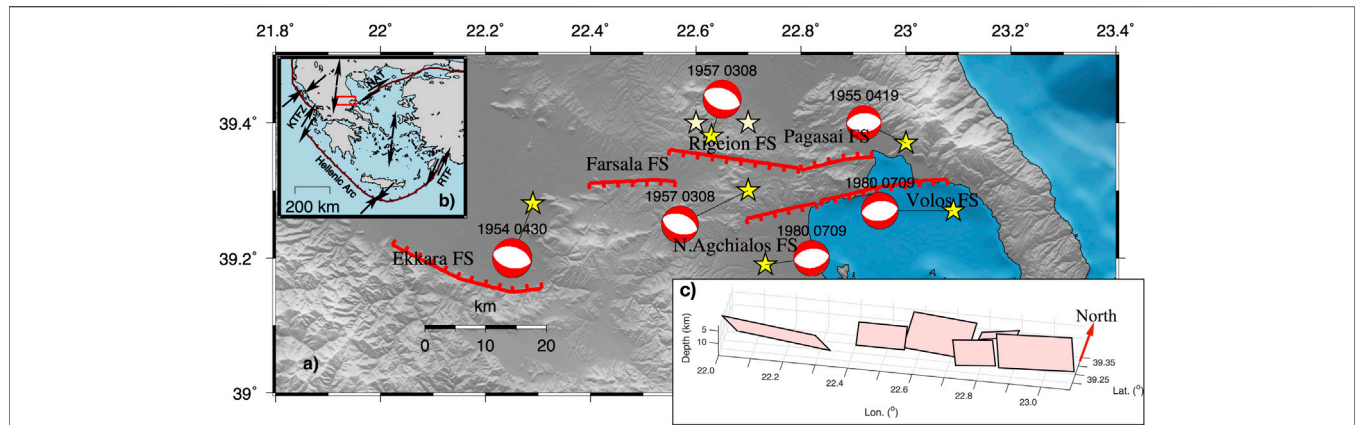 21.8° 22° 22.2° 22.4° 22.6° 22.8° 23° 23.2° 23.4°
39.4°
39.2°
39°
b)
NAT
KTFZ
Hellenic Arc
RTF
200 km
1957 0308
1955 0419
Rigeion FS
Pagasai FS
Farsala FS
1957 0308
1980 0709
Volos FS
1954 0430
N.Agchialos FS
1980 0709
Ekkara FS
km
0 10 20
a)
c)
North
Depth (km)
5
10
22.0
22.2
22.4
22.6
22.8
23.0
39.35
39.25
Lat. (°)
Lon. (°)